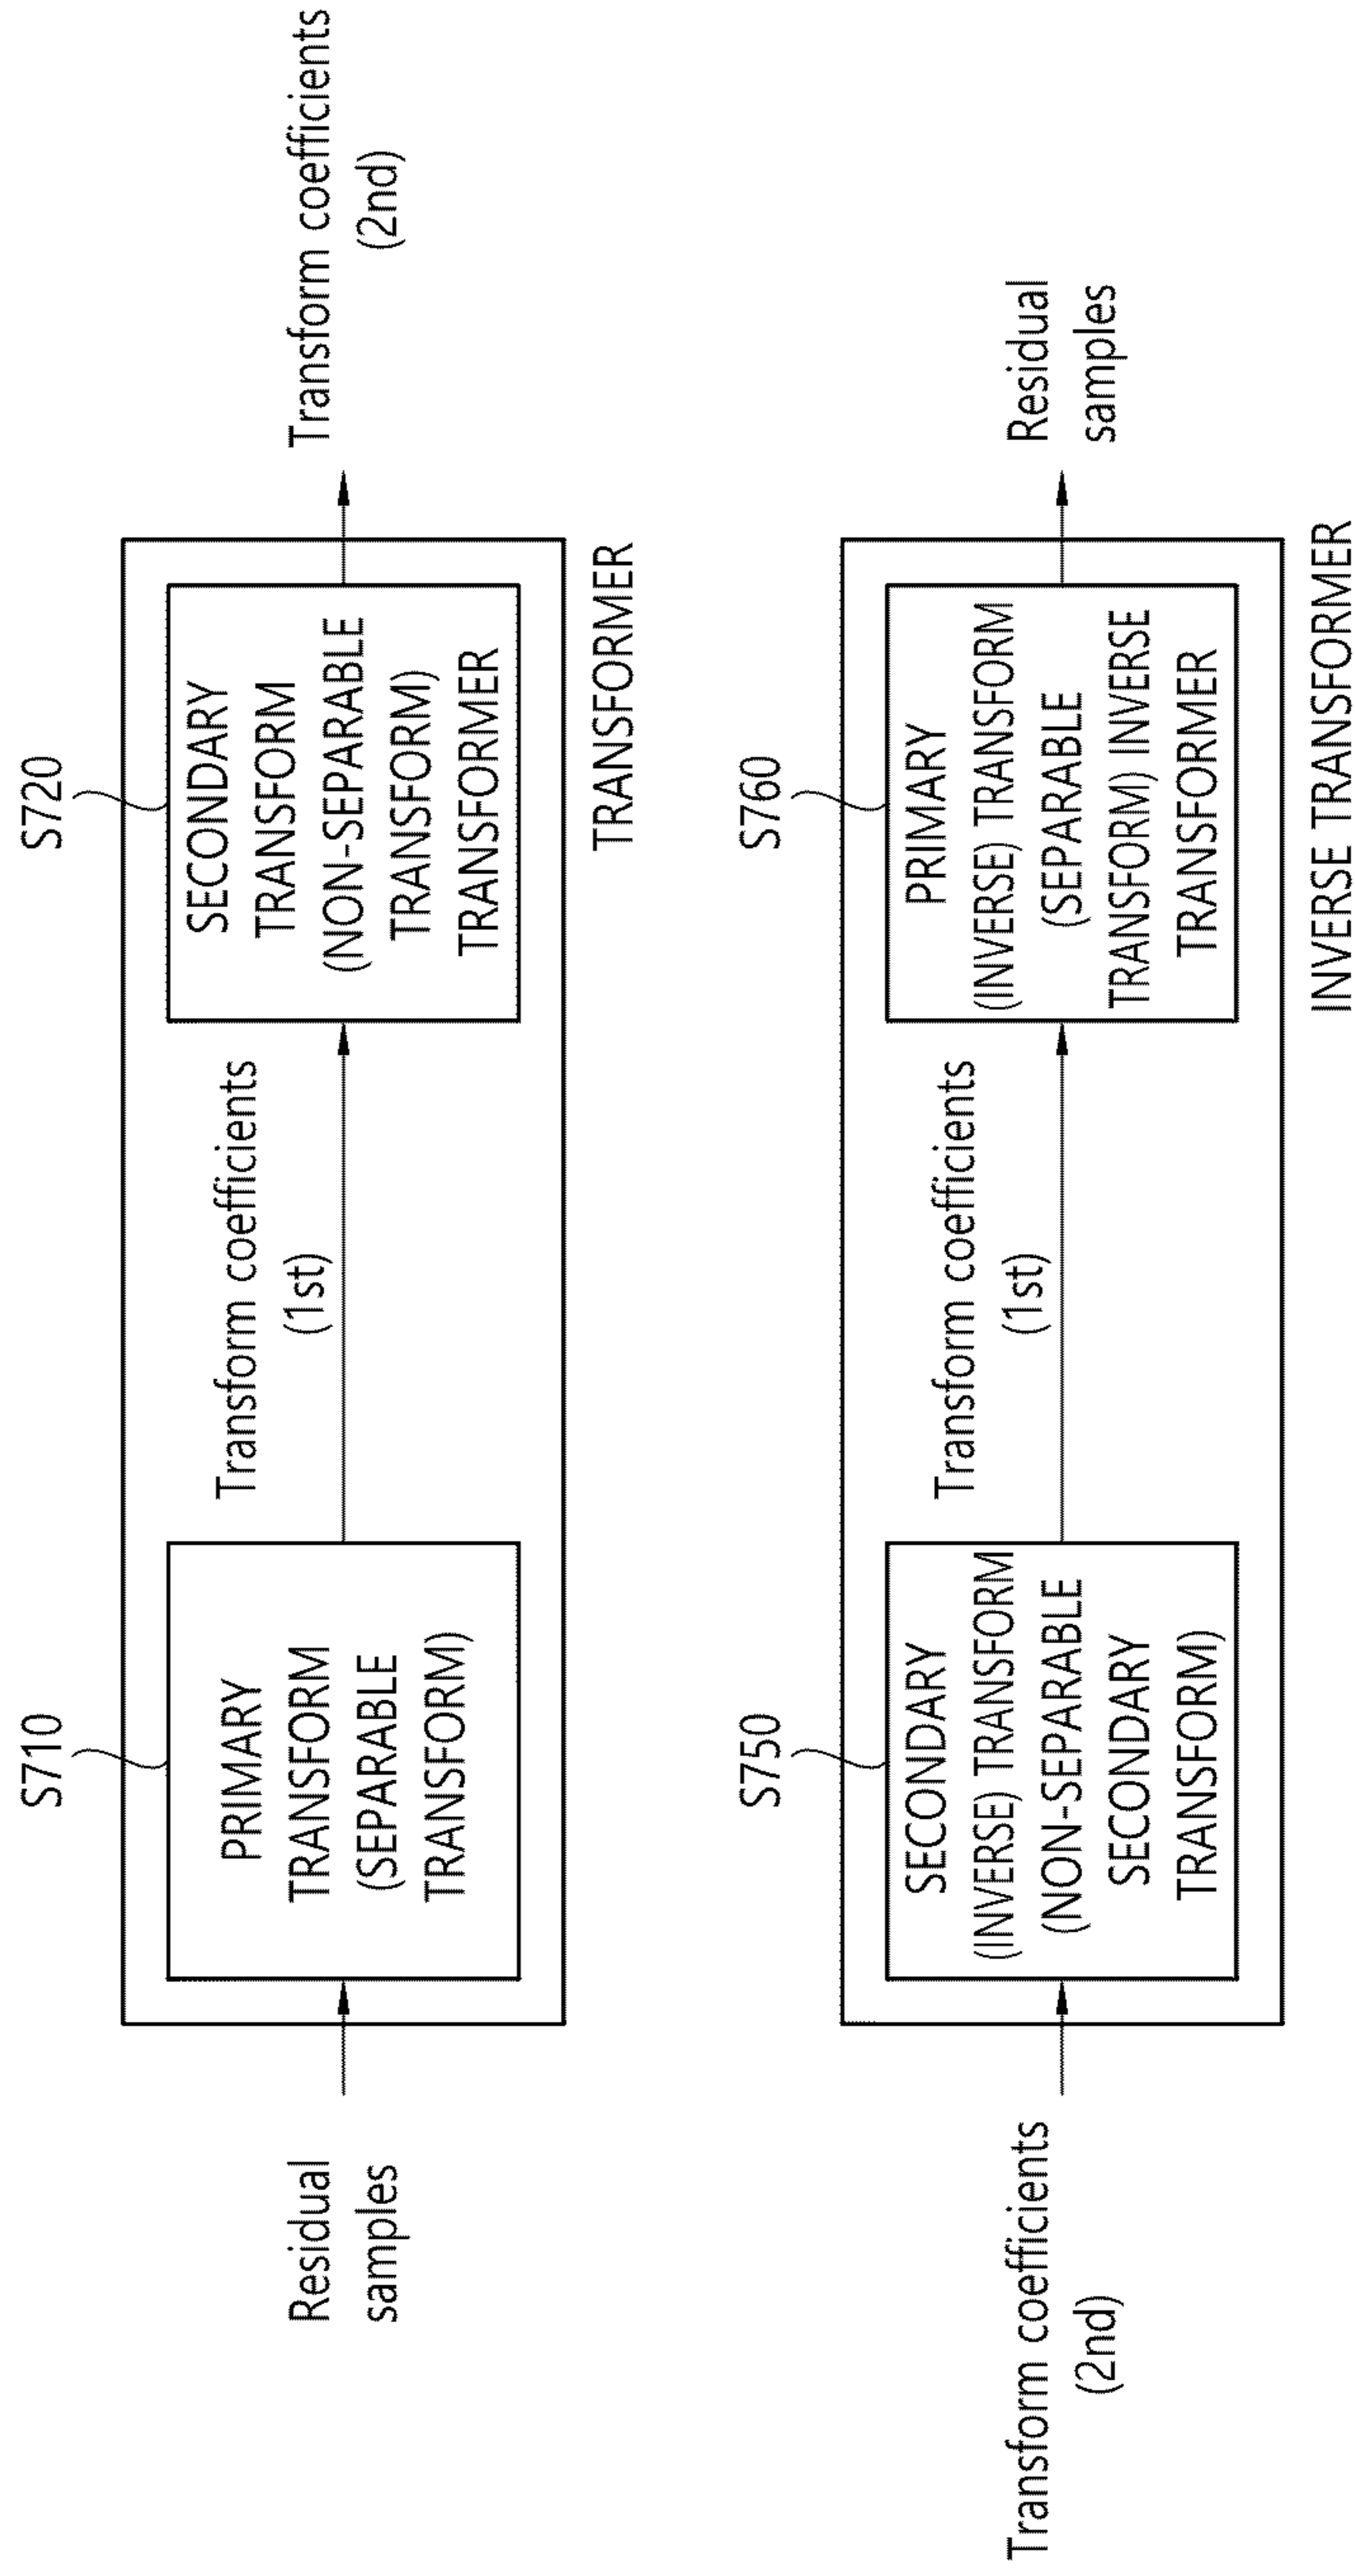 S710
S720
Residual
samples
PRIMARY
TRANSFORM
(SEPARABLE
TRANSFORM)
Transform coefficients
(1st)
SECONDARY
TRANSFORM
(NON-SEPARABLE
TRANSFORM)
TRANSFORMER
Transform coefficients
(2nd)
TRANSFORMER
S750
S760
Transform coefficients
(2nd)
SECONDARY
(INVERSE) TRANSFORM
(NON-SEPARABLE
SECONDARY
TRANSFORM)
Transform coefficients
(1st)
PRIMARY
(INVERSE) TRANSFORM
(SEPARABLE
TRANSFORM) INVERSE
TRANSFORMER
Residual
samples
INVERSE TRANSFORMER